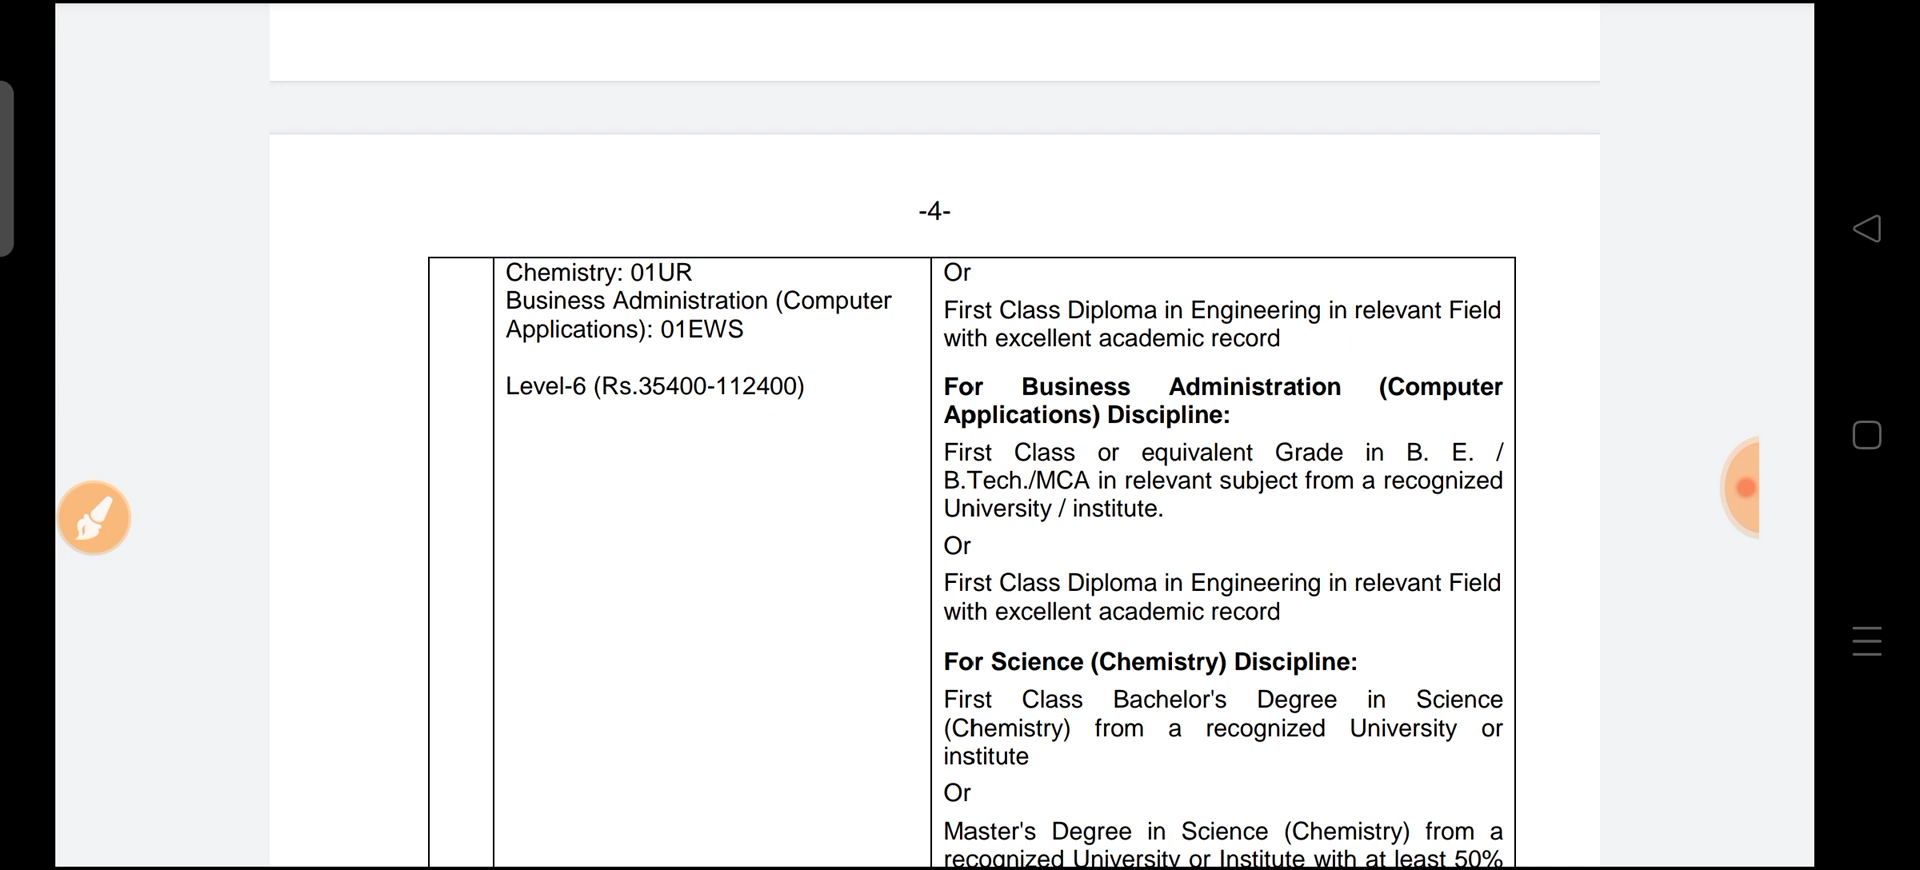 -4-
Chemistry: 01UR
Business Administration (Computer
Applications): 01EWS
Level-6 (Rs.35400-112400)
Or
First Class Diploma in Engineering in relevant Field
with excellent academic record
For Business Administration (Computer
Applications) Discipline:
First Class or equivalent Grade in B. E. /
B.Tech./MCA in relevant subject from a recognized
University / institute.
Or
First Class Diploma in Engineering in relevant Field
with excellent academic record
For Science (Chemistry) Discipline:
First Class Bachelor's Degree in Science
(Chemistry) from a recognized University or
institute
Or
Master's Degree in Science (Chemistry) from a
recognized University or Institute with at least 50%